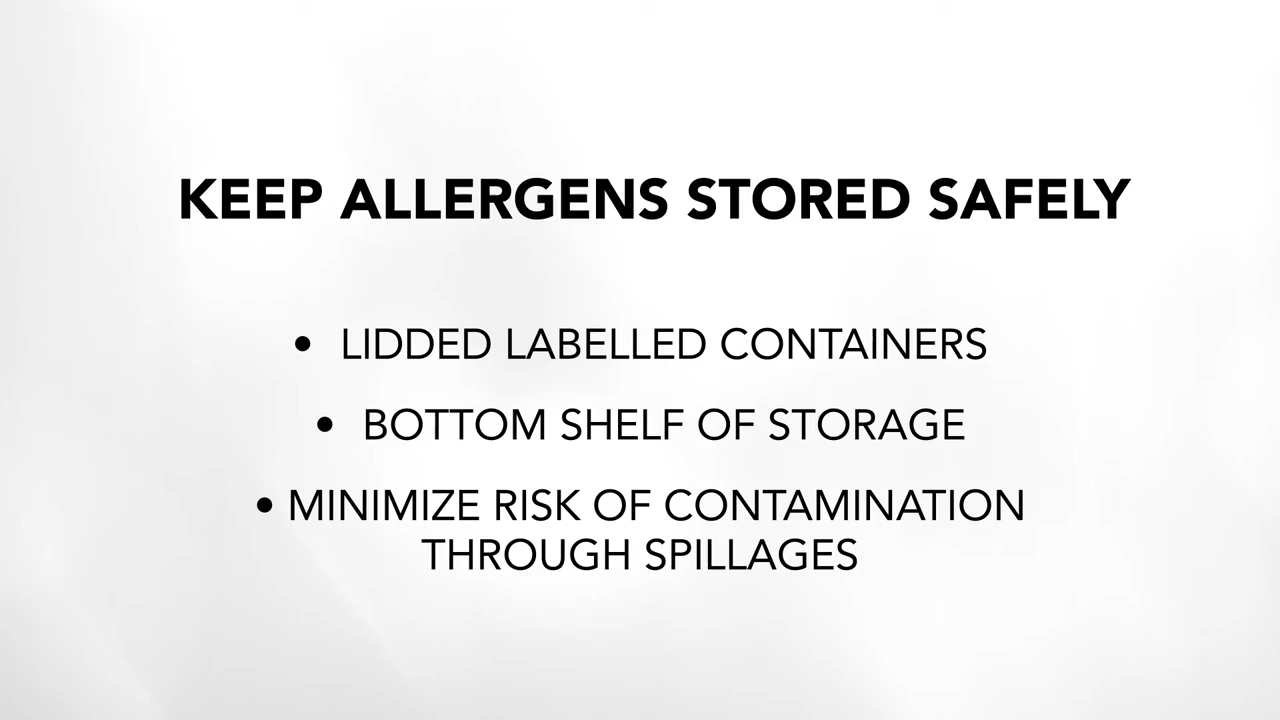 KEEP ALLERGENS STORED SAFELY
• LIDDED LABELLED CONTAINERS
• BOTTOM SHELF OF STORAGE
• MINIMIZE RISK OF CONTAMINATION
THROUGH SPILLAGES